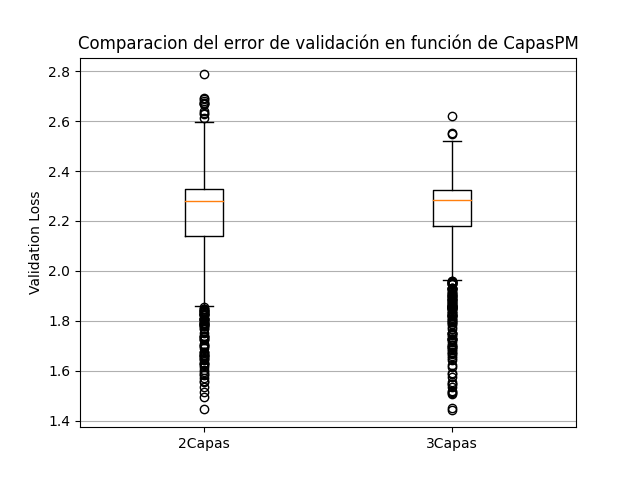 Comparacion del error de validación en función de CapasPM
Validation Loss
2.8
2.6
2.4
2.2
2.0
1.8
1.6
1.4
2Capas
3Capas